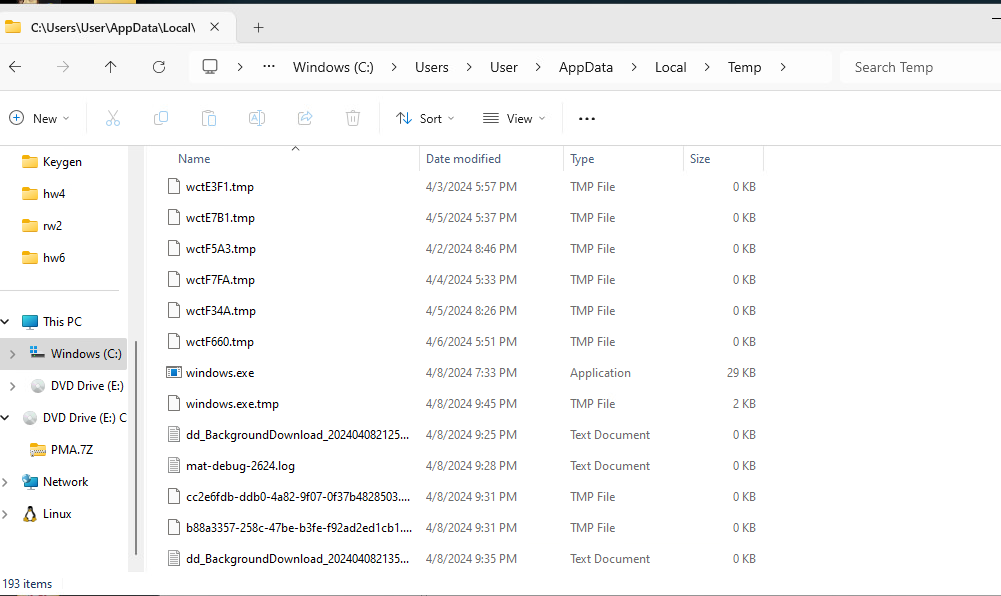 C:\Users\User\AppData\Local\
··· Windows (C:) Users User AppData Local Temp Search Temp
New Sort View ···
Name Date modified Type Size
Keygen
hw4
rw2
hw6
This PC
Windows (C:)
DVD Drive (E:)
DVD Drive (E:) C
PMA.7Z
Network
Linux
wctE3F1.tmp 4/3/2024 5:57 PM TMP File 0 KB
wctE7B1.tmp 4/5/2024 5:37 PM TMP File 0 KB
wctF5A3.tmp 4/2/2024 8:46 PM TMP File 0 KB
wctF7FA.tmp 4/4/2024 5:33 PM TMP File 0 KB
wctF34A.tmp 4/5/2024 8:26 PM TMP File 0 KB
wctF660.tmp 4/6/2024 5:51 PM TMP File 0 KB
windows.exe 4/8/2024 7:33 PM Application 29 KB
windows.exe.tmp 4/8/2024 9:45 PM TMP File 2 KB
dd_BackgroundDownload_202404082125... 4/8/2024 9:25 PM Text Document 0 KB
mat-debug-2624.log 4/8/2024 9:28 PM Text Document 0 KB
cc2e6fdb-ddb0-4a82-9f07-0f37b4828503.... 4/8/2024 9:31 PM TMP File 0 KB
b88a3357-258c-47be-b3fe-f92ad2ed1cb1.... 4/8/2024 9:31 PM TMP File 0 KB
dd_BackgroundDownload_202404082135... 4/8/2024 9:35 PM Text Document 0 KB
193 items